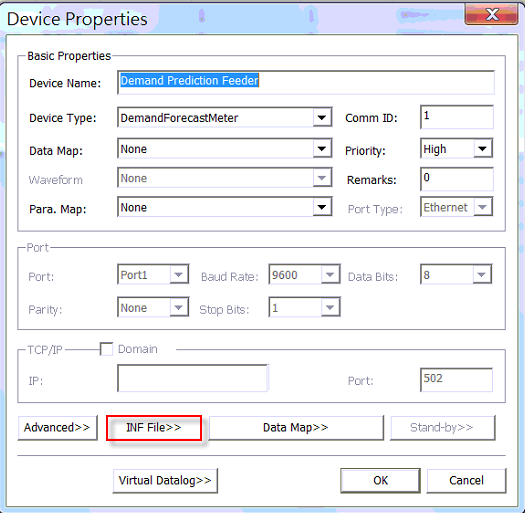 Device Properties
Basic Properties
Device Name: Demand Prediction Feeder
Device Type: DemandForecastMeter Comm ID: 1
Data Map: None Priority: High
Waveform None Remarks: 0
Para. Map: None Port Type: Ethernet
Port
Port: Port1 Baud Rate: 9600 Data Bits: 8
Parity: None Stop Bits: 1
TCP/IP Domain
IP: Port: 502
Advanced>> INF File>> Data Map>> Stand-by>>
Virtual Datalog>> OK Cancel